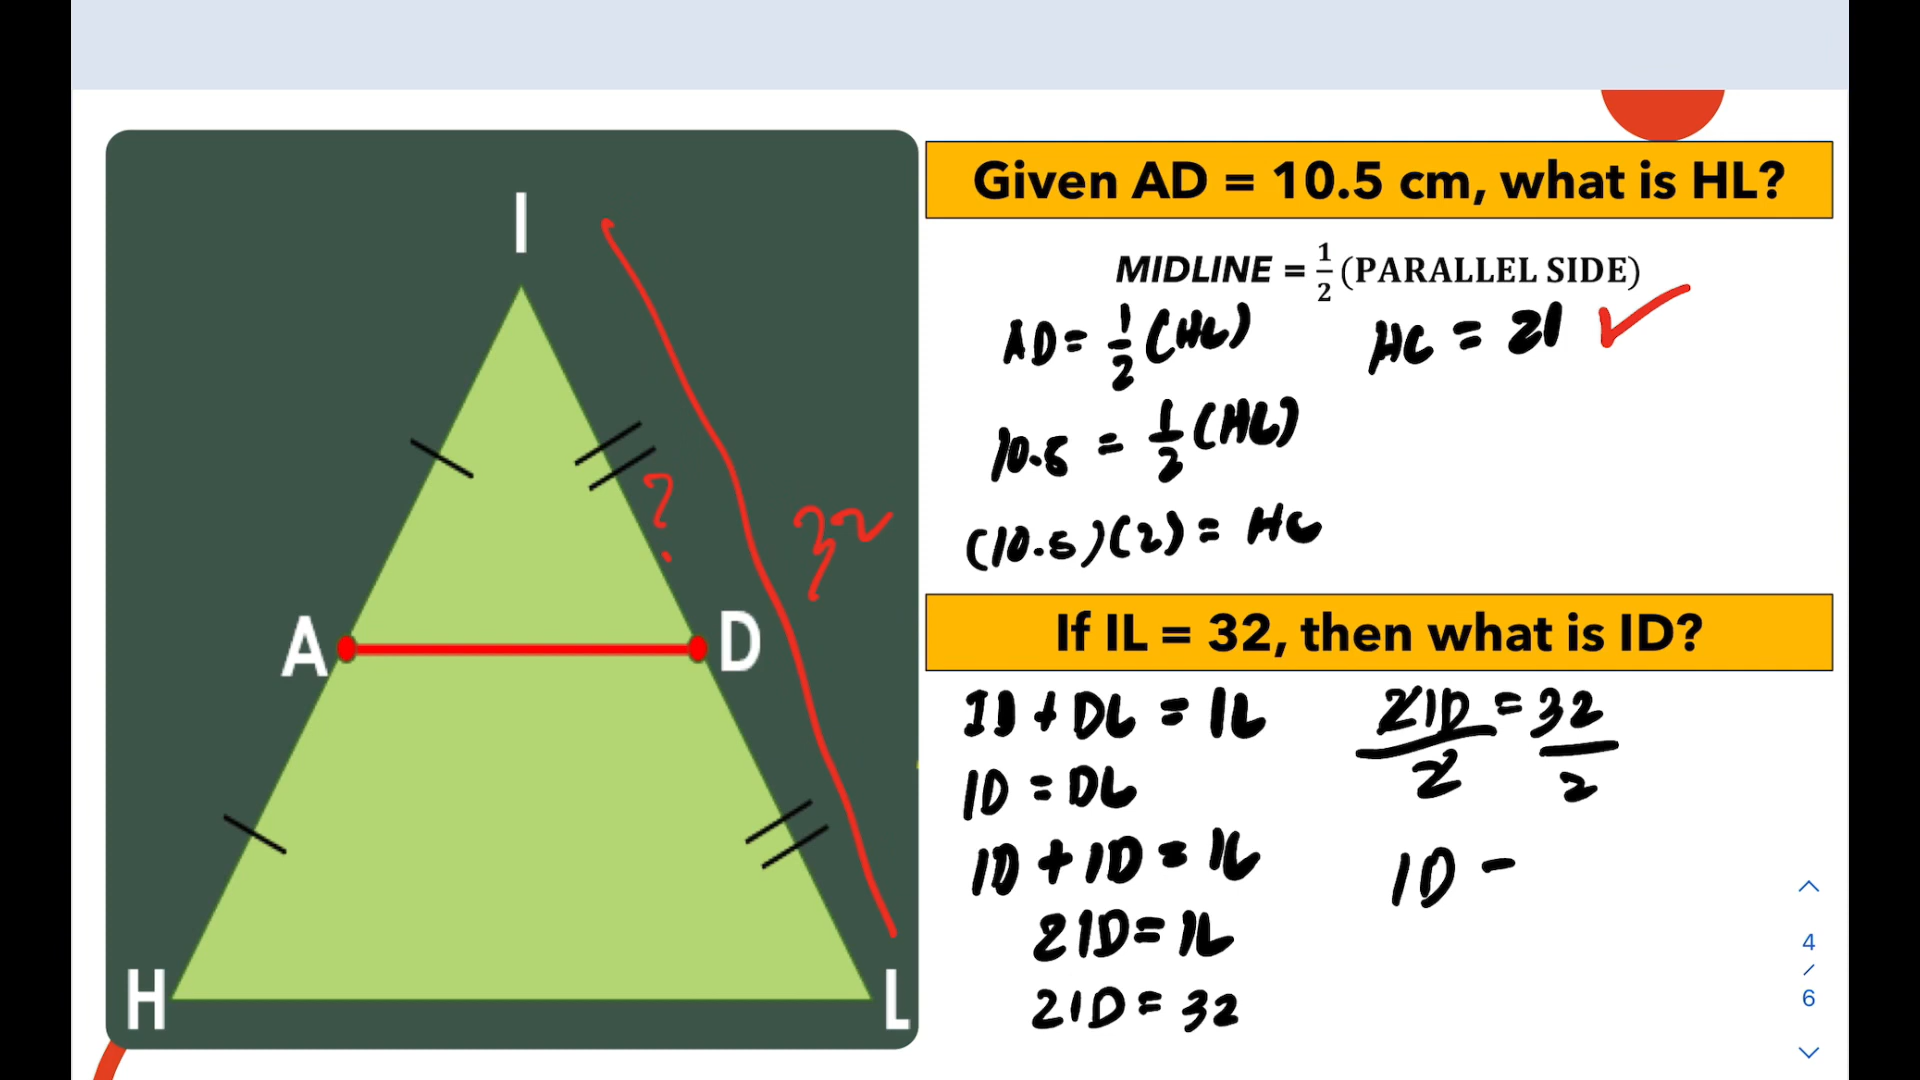 I
?
32
A
D
H
L
Given AD = 10.5 cm, what is HL?
MIDLINE = 1/2 (PARALLEL SIDE)
AD = 1/2 (HL)
10.5 = 1/2 (HL)
(10.5)(2) = HL
HL = 21 ✓
If IL = 32, then what is ID?
ID + DL = IL
ID = DL
ID + ID = IL
2ID = IL
2ID = 32
2ID/2 = 32/2
ID -
4
/
6